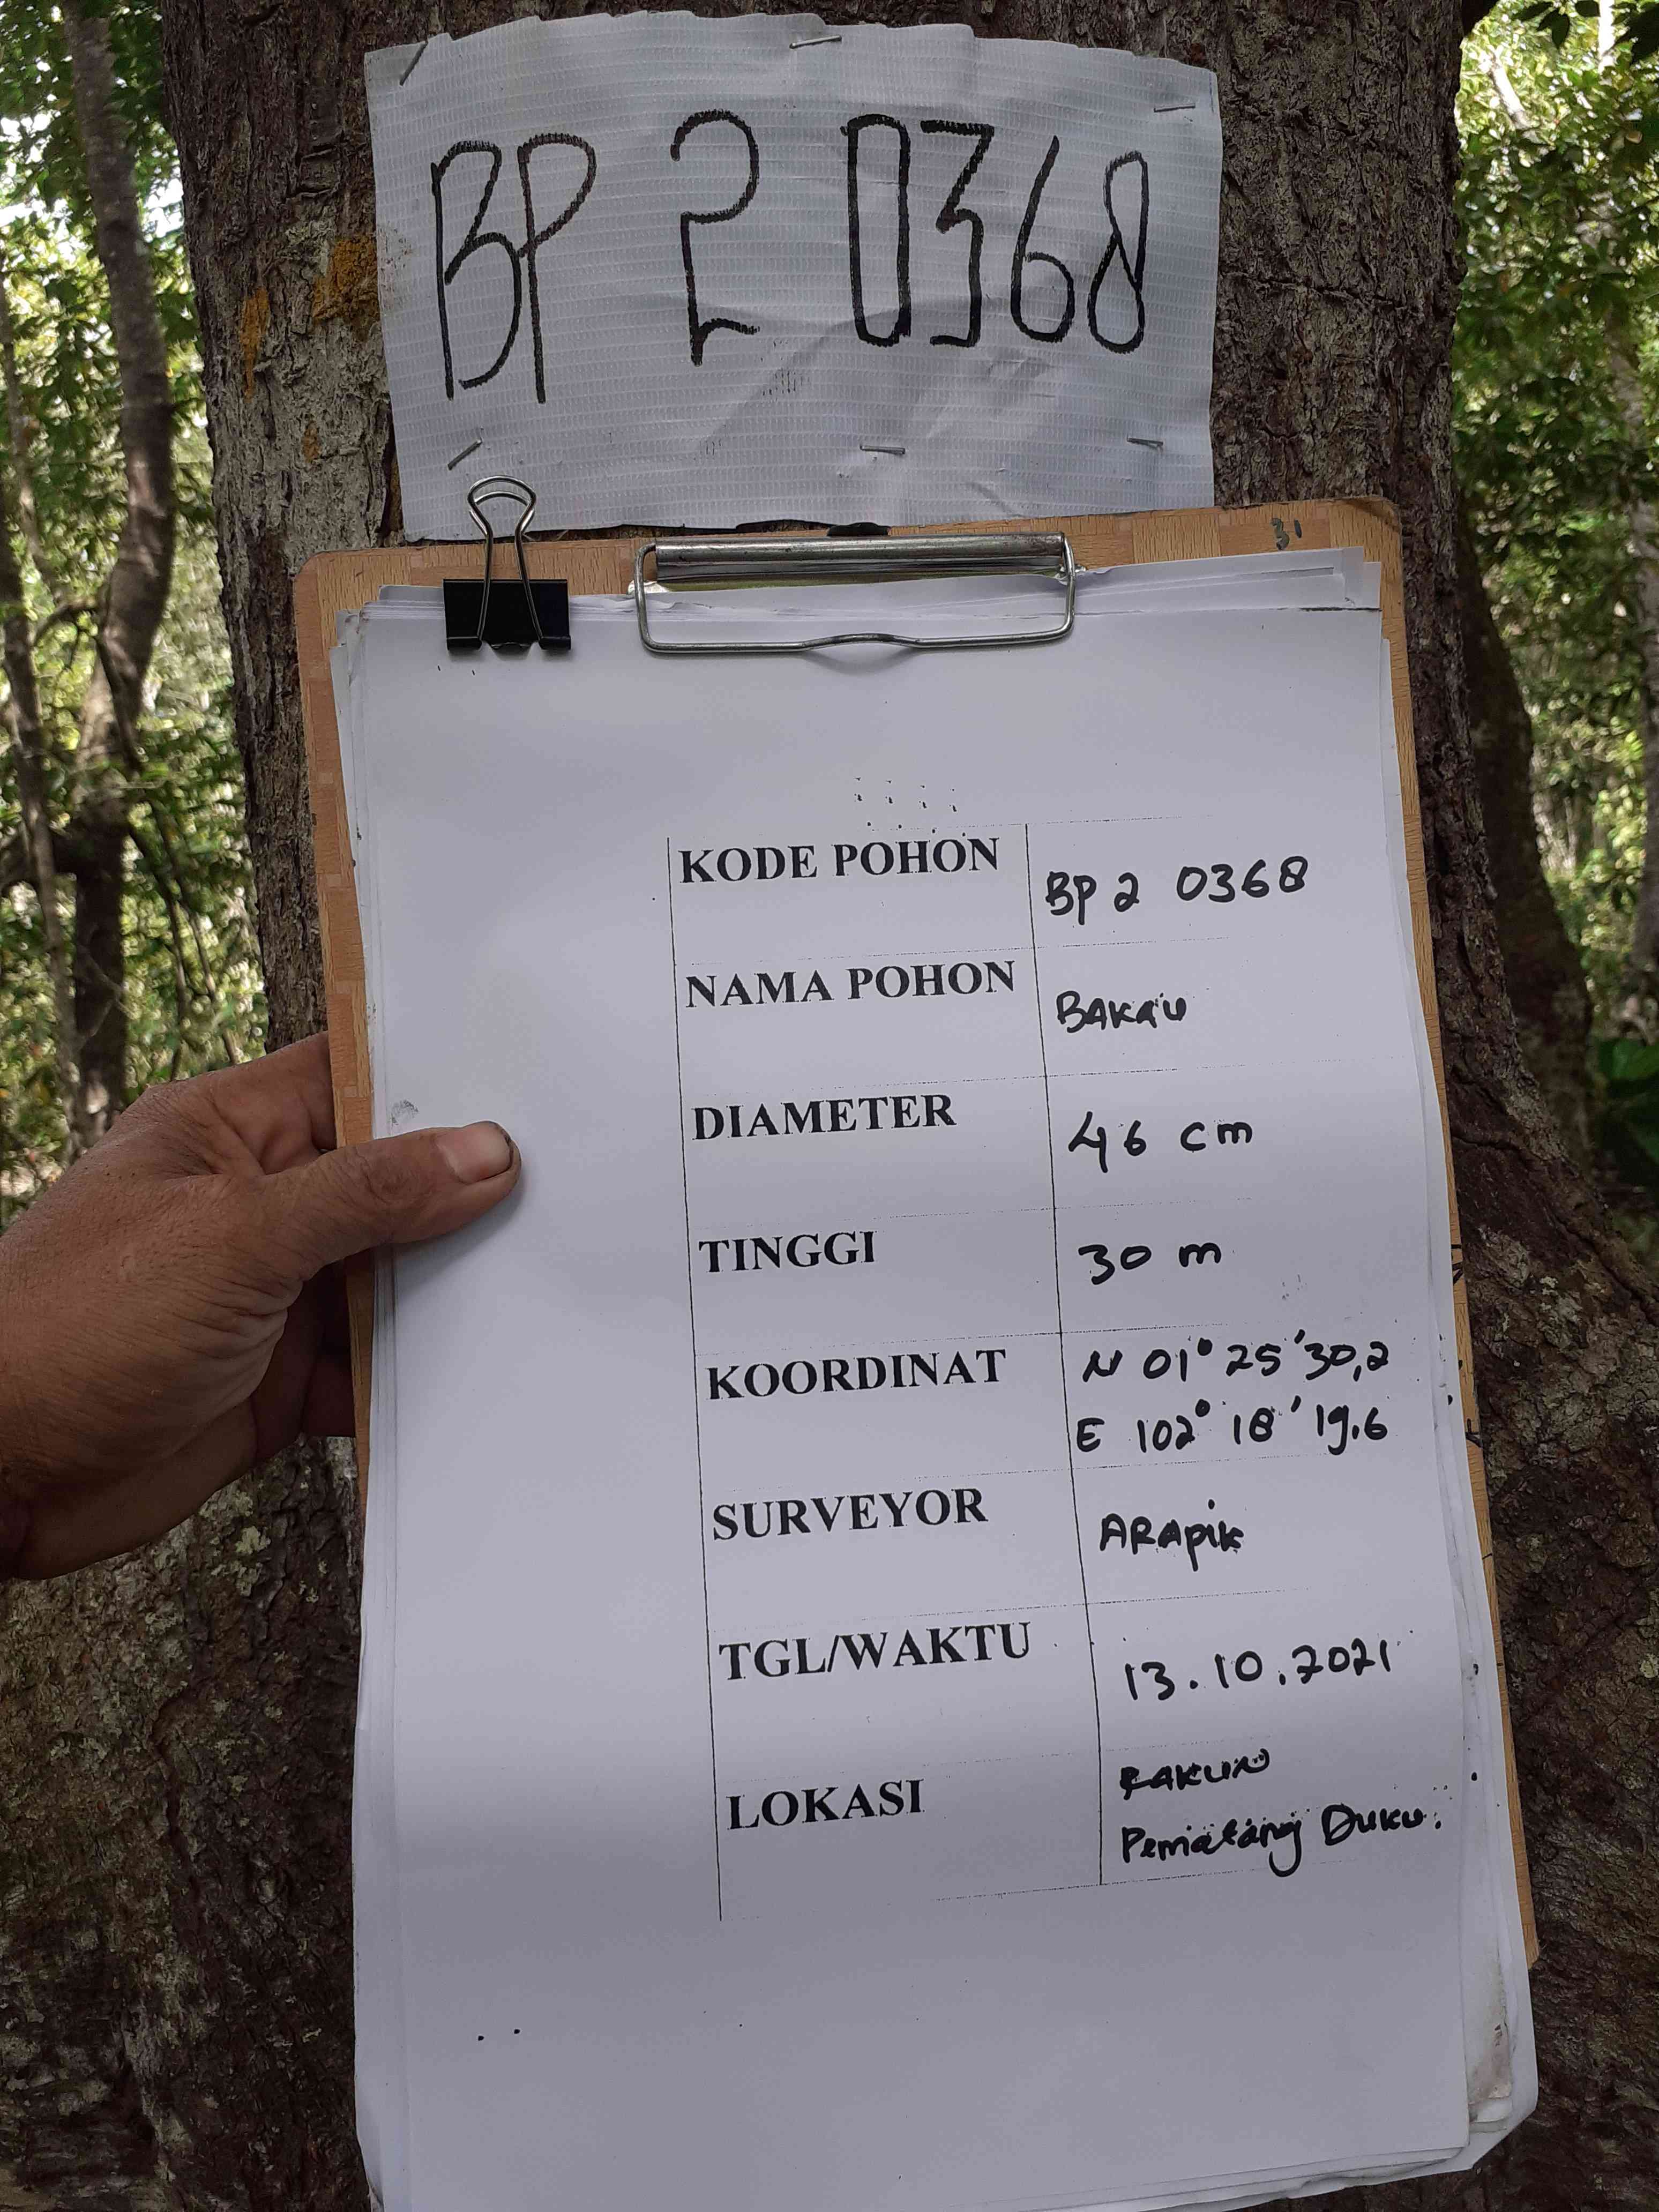 BP 2 0368
31
KODE POHON BP 2 0368
NAMA POHON BAKAU
DIAMETER 46 cm
TINGGI 30 m
KOORDINAT N 01° 25' 30,2
E 102° 18' 19.6
SURVEYOR ARApik
TGL/WAKTU 13.10.2021
LOKASI
Pematang Duku.